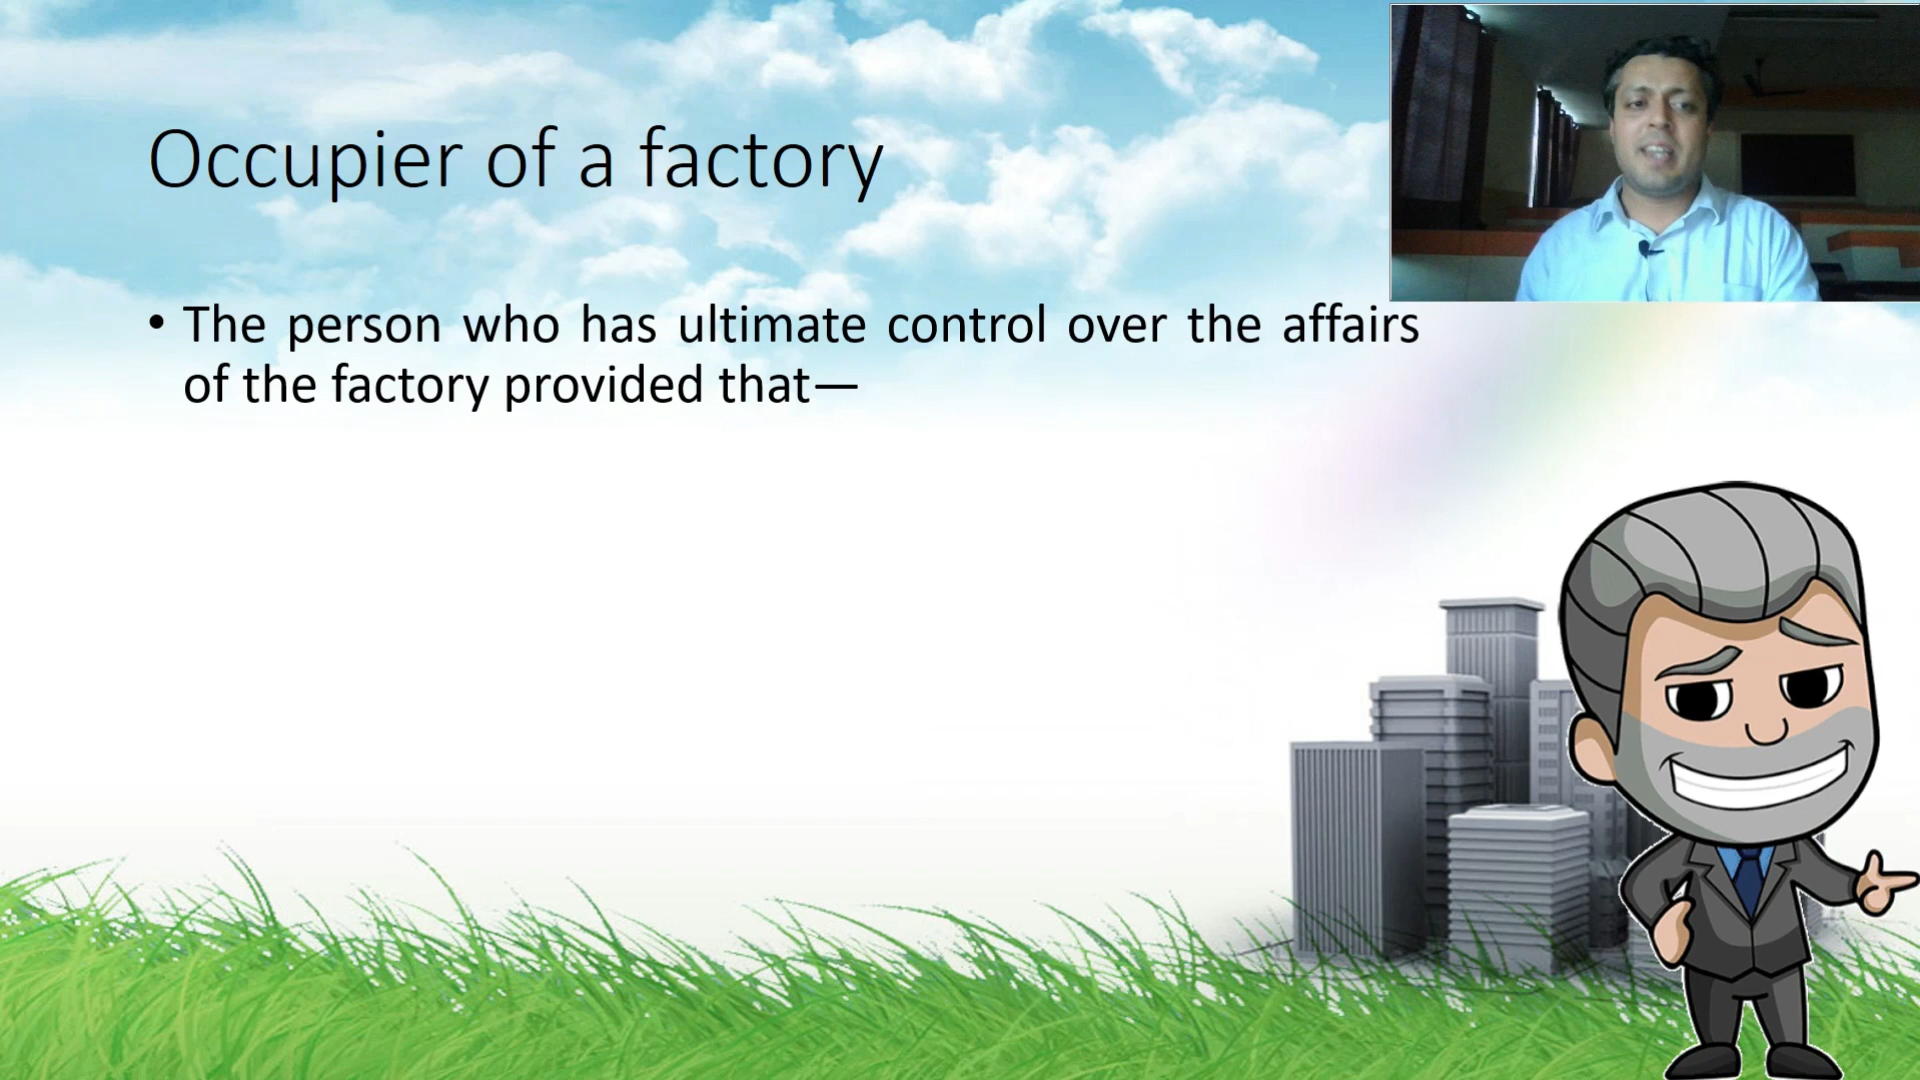 Occupier of a factory
• The person who has ultimate control over the affairs
of the factory provided that—